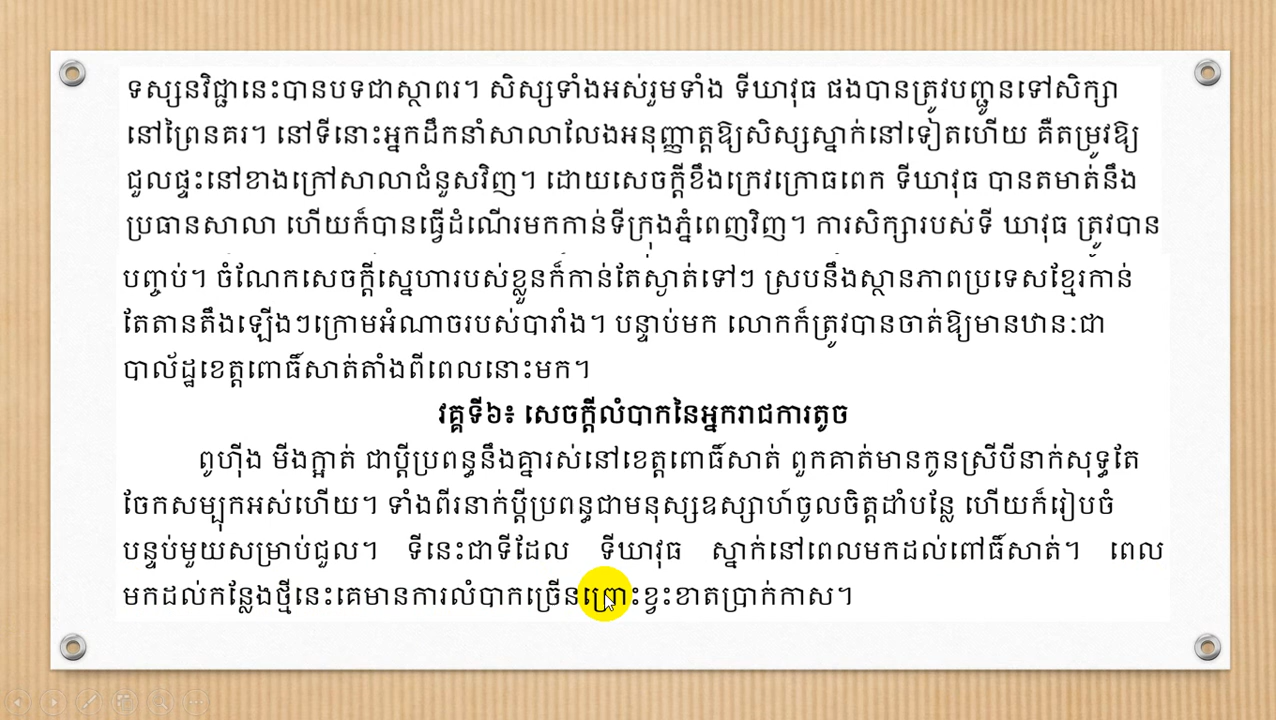 ទស្សនវិជ្ជានេះបានបទជាស្ថាពរ។ សិស្សទាំងអស់រួមទាំង ទីឃាវុធ ផងបានត្រូវបញ្ជូនទៅសិក្សា
នៅព្រៃនគរ។ នៅទីនោះអ្នកដឹកនាំសាលាលែងអនុញ្ញាត្តឱ្យសិស្សស្នាក់នៅទៀតហើយ គឺតម្រូវឱ្យ
ជួលផ្ទះនៅខាងក្រៅសាលាជំនួសវិញ។ ដោយសេចក្តីខឹងក្រេវក្រោធពេក ទីឃាវុធ បានតមាត់នឹង
ប្រធានសាលា ហើយក៏បានធ្វើដំណើរមកកាន់ទីក្រុងភ្នំពេញវិញ។ ការសិក្សារបស់ទី ឃាវុធ ត្រូវបាន
បញ្ចប់។ ចំណែកសេចក្តីស្នេហារបស់ខ្លួនក៏កាន់តែស្ងាត់ទៅៗ ស្របនឹងស្ថានភាពប្រទេសខ្មែរកាន់
តែតានតឹងឡើងៗក្រោមអំណាចរបស់បារាំង។ បន្ទាប់មក លោកក៏ត្រូវបានចាត់ឱ្យមានឋានៈជា
បាល័ដ្ឋខេត្តពោធិ៍សាត់តាំងពីពេលនោះមក។
វគ្គទី៦៖ សេចក្តីលំបាកនៃអ្នករាជការតូច
ពូហ៊ីង មីងក្អាត់ ជាប្តីប្រពន្ធនឹងគ្នារស់នៅខេត្តពោធិ៍សាត់ ពួកគាត់មានកូនស្រីបីនាក់សុទ្ធតែ
ចែកសម្បុកអស់ហើយ។ ទាំងពីរនាក់ប្តីប្រពន្ធជាមនុស្សឧស្សាហ៍ចូលចិត្តដាំបន្លែ ហើយក៏រៀបចំ
បន្ទប់មួយសម្រាប់ជួល។ ទីនេះជាទីដែល ទីឃាវុធ ស្នាក់នៅពេលមកដល់ពៅធិ៍សាត់។ ពេល
មកដល់កន្លែងថ្មីនេះគេមានការលំបាកច្រើនព្រោះខ្វះខាតប្រាក់កាស។